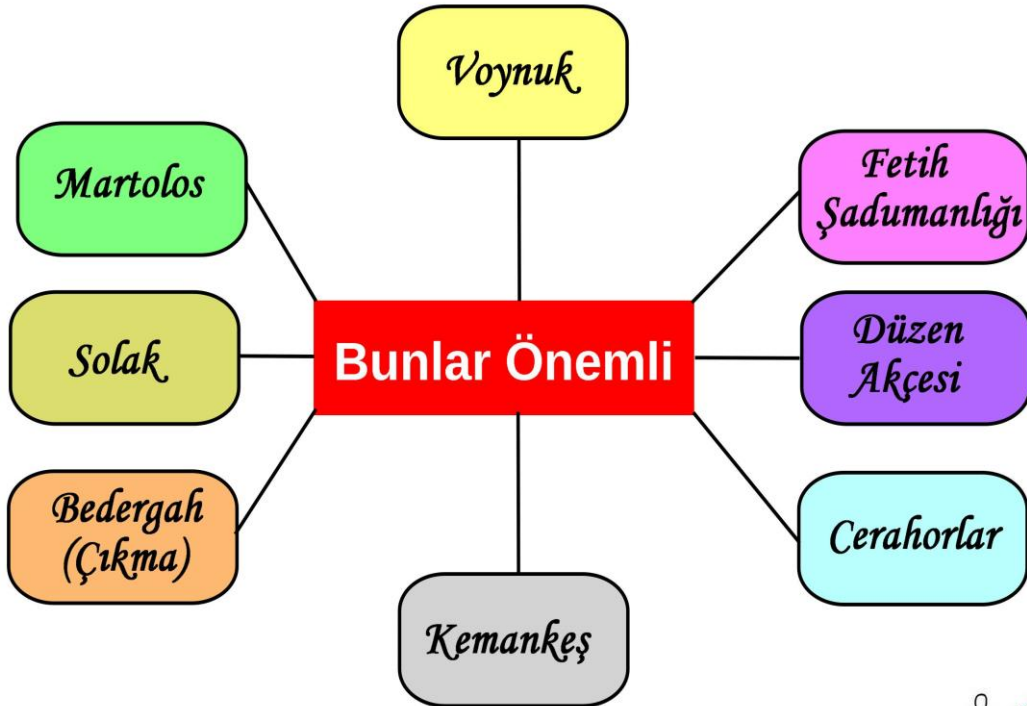 Voynuk
Martolos
Fetih
Şadumanlığı
Solak
Bunlar Önemli
Düzen
Akçesi
Bedergah
(Çıkma)
Cerahorlar
Kemankeş